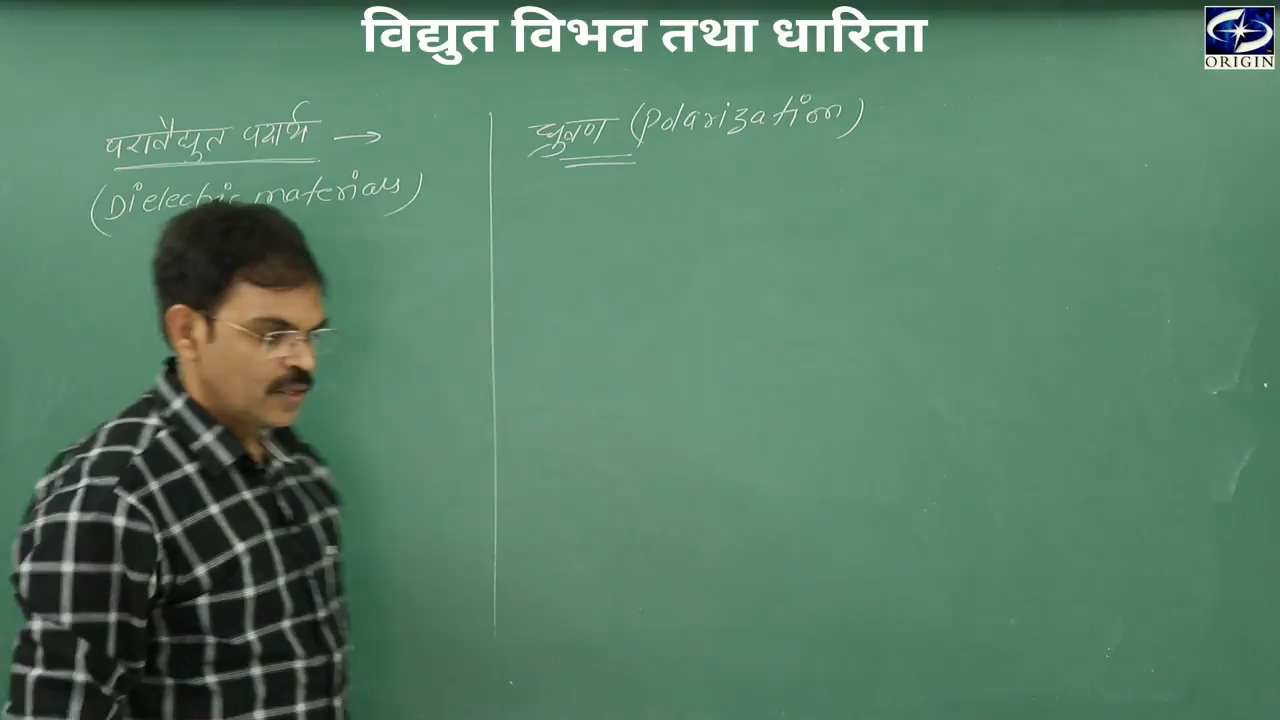 विद्युत विभव तथा धारिता
ORIGIN
परावैद्युत पदार्थ →
(Dielectric materials)
ध्रुवण (Polarization)